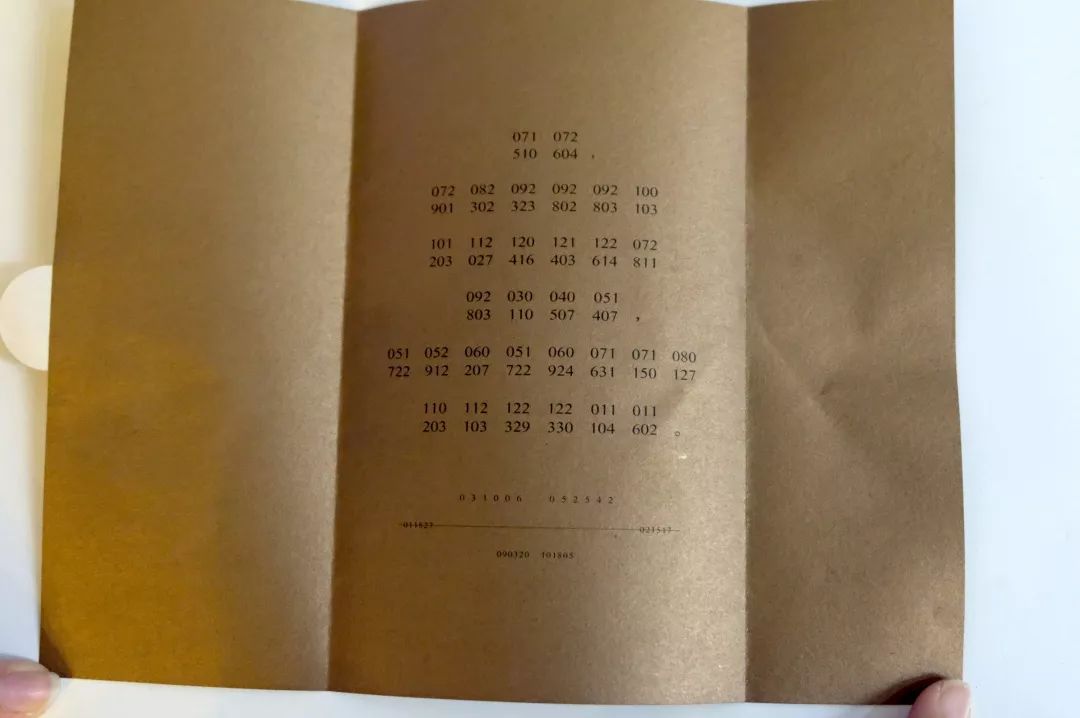 071 072
510 604 ，
072 082 092 092 092 100
901 302 323 802 803 103
101 112 120 121 122 072
203 027 416 403 614 811
092 030 040 051
803 110 507 407 ，
051 052 060 051 060 071 071 080
722 912 207 722 924 631 150 127
110 112 122 122 011 011
203 103 329 330 104 602 。
031006 052542
011827 021517
090320 101805